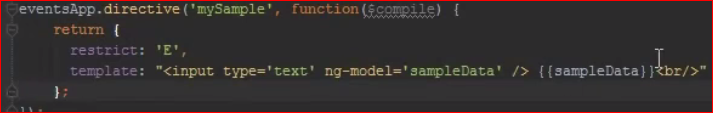 eventsApp.directive('mySample', function($compile) {
return {
restrict: 'E',
template: "<input type='text' ng-model='sampleData' /> {{sampleData}}<br/>"
};
});